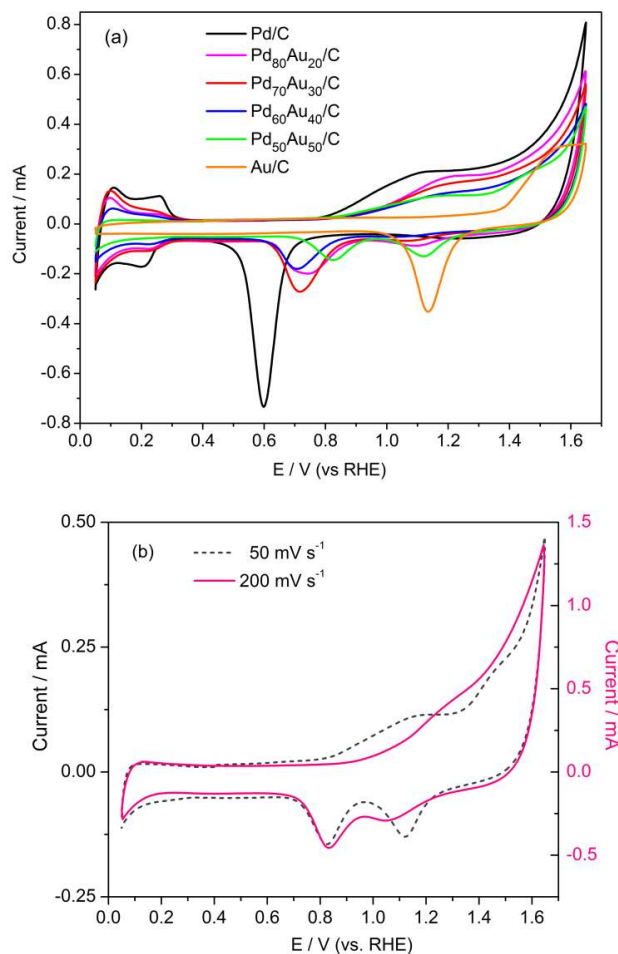 (a)
Pd/C
Pd₈₀Au₂₀/C
Pd₇₀Au₃₀/C
Pd₆₀Au₄₀/C
Pd₅₀Au₅₀/C
Au/C
Current / mA
0.8
0.6
0.4
0.2
0.0
-0.2
-0.4
-0.6
-0.8
0.0 0.2 0.4 0.6 0.8 1.0 1.2 1.4 1.6
E / V (vs RHE)
(b)
50 mV s⁻¹
200 mV s⁻¹
Current / mA
0.50
0.25
0.00
-0.25
1.5
1.0
0.5
0.0
-0.5
Current / mA
0.0 0.2 0.4 0.6 0.8 1.0 1.2 1.4 1.6
E / V (vs. RHE)